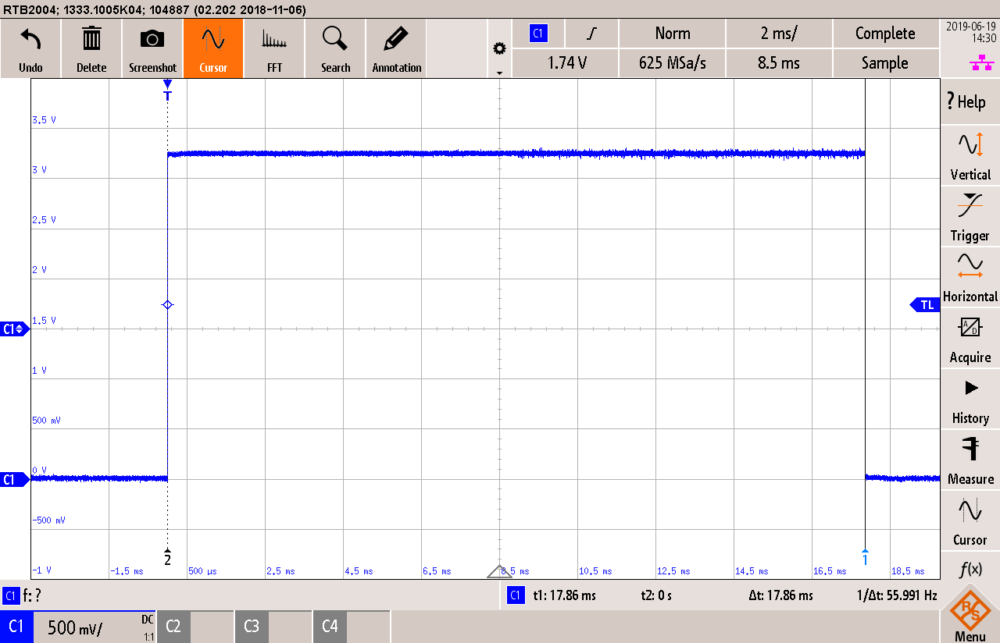 RTB2004; 1333.1005K04; 104887 (02.202 2018-11-06)
Undo
Delete
Screenshot
Cursor
FFT
Search
Annotation
C1
Norm
2 ms/
Complete
1.74 V
625 MSa/s
8.5 ms
Sample
2019-06-19
14:30
? Help
Vertical
Trigger
Horizontal
A
D
Acquire
History
Measure
Cursor
f(x)
R&S
Menu
T
3.5 V
3 V
2.5 V
2 V
TL
1.5 V
C1
1 V
500 mV
0 V
C1
-500 mV
2
1
-1 V
-1.5 ms
500 µs
2.5 ms
4.5 ms
6.5 ms
8.5 ms
10.5 ms
12.5 ms
14.5 ms
16.5 ms
18.5 ms
C1 f: ?
C1 t1: 17.86 ms t2: 0 s Δt: 17.86 ms 1/Δt: 55.991 Hz
C1 500 mV/ DC 1:1
C2
C3
C4